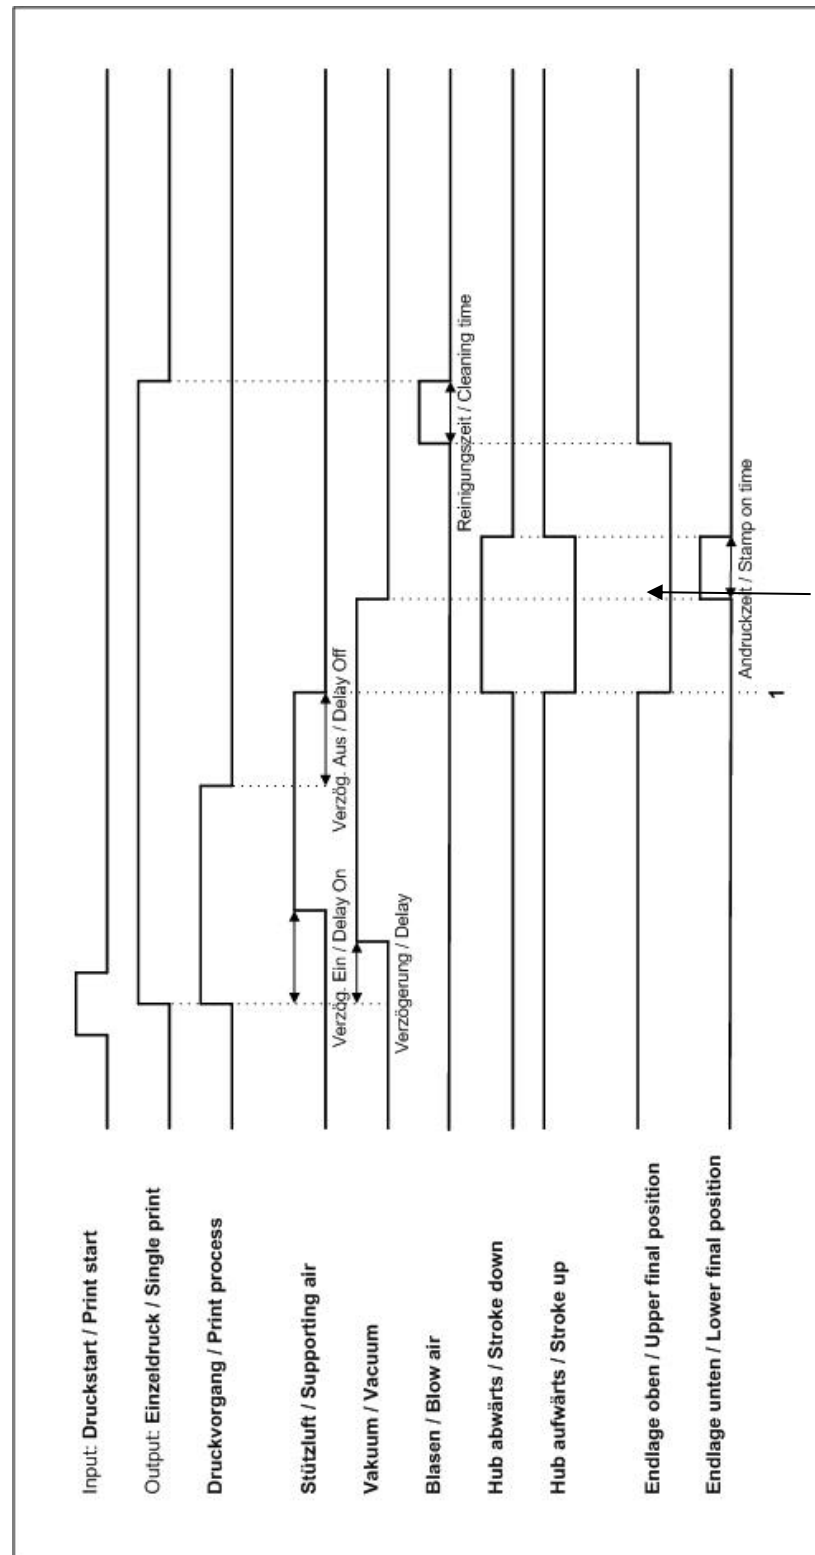 Input: Druckstart / Print start
Output: Einzeldruck / Single print
Druckvorgang / Print process
Stützluft / Supporting air
Verzög. Ein / Delay On
Verzög. Aus / Delay Off
Vakuum / Vacuum
Verzögerung / Delay
Blasen / Blow air
Reinigungszeit / Cleaning time
Hub abwärts / Stroke down
Hub aufwärts / Stroke up
Endlage oben / Upper final position
Endlage unten / Lower final position
Andruckzeit / Stamp on time
1